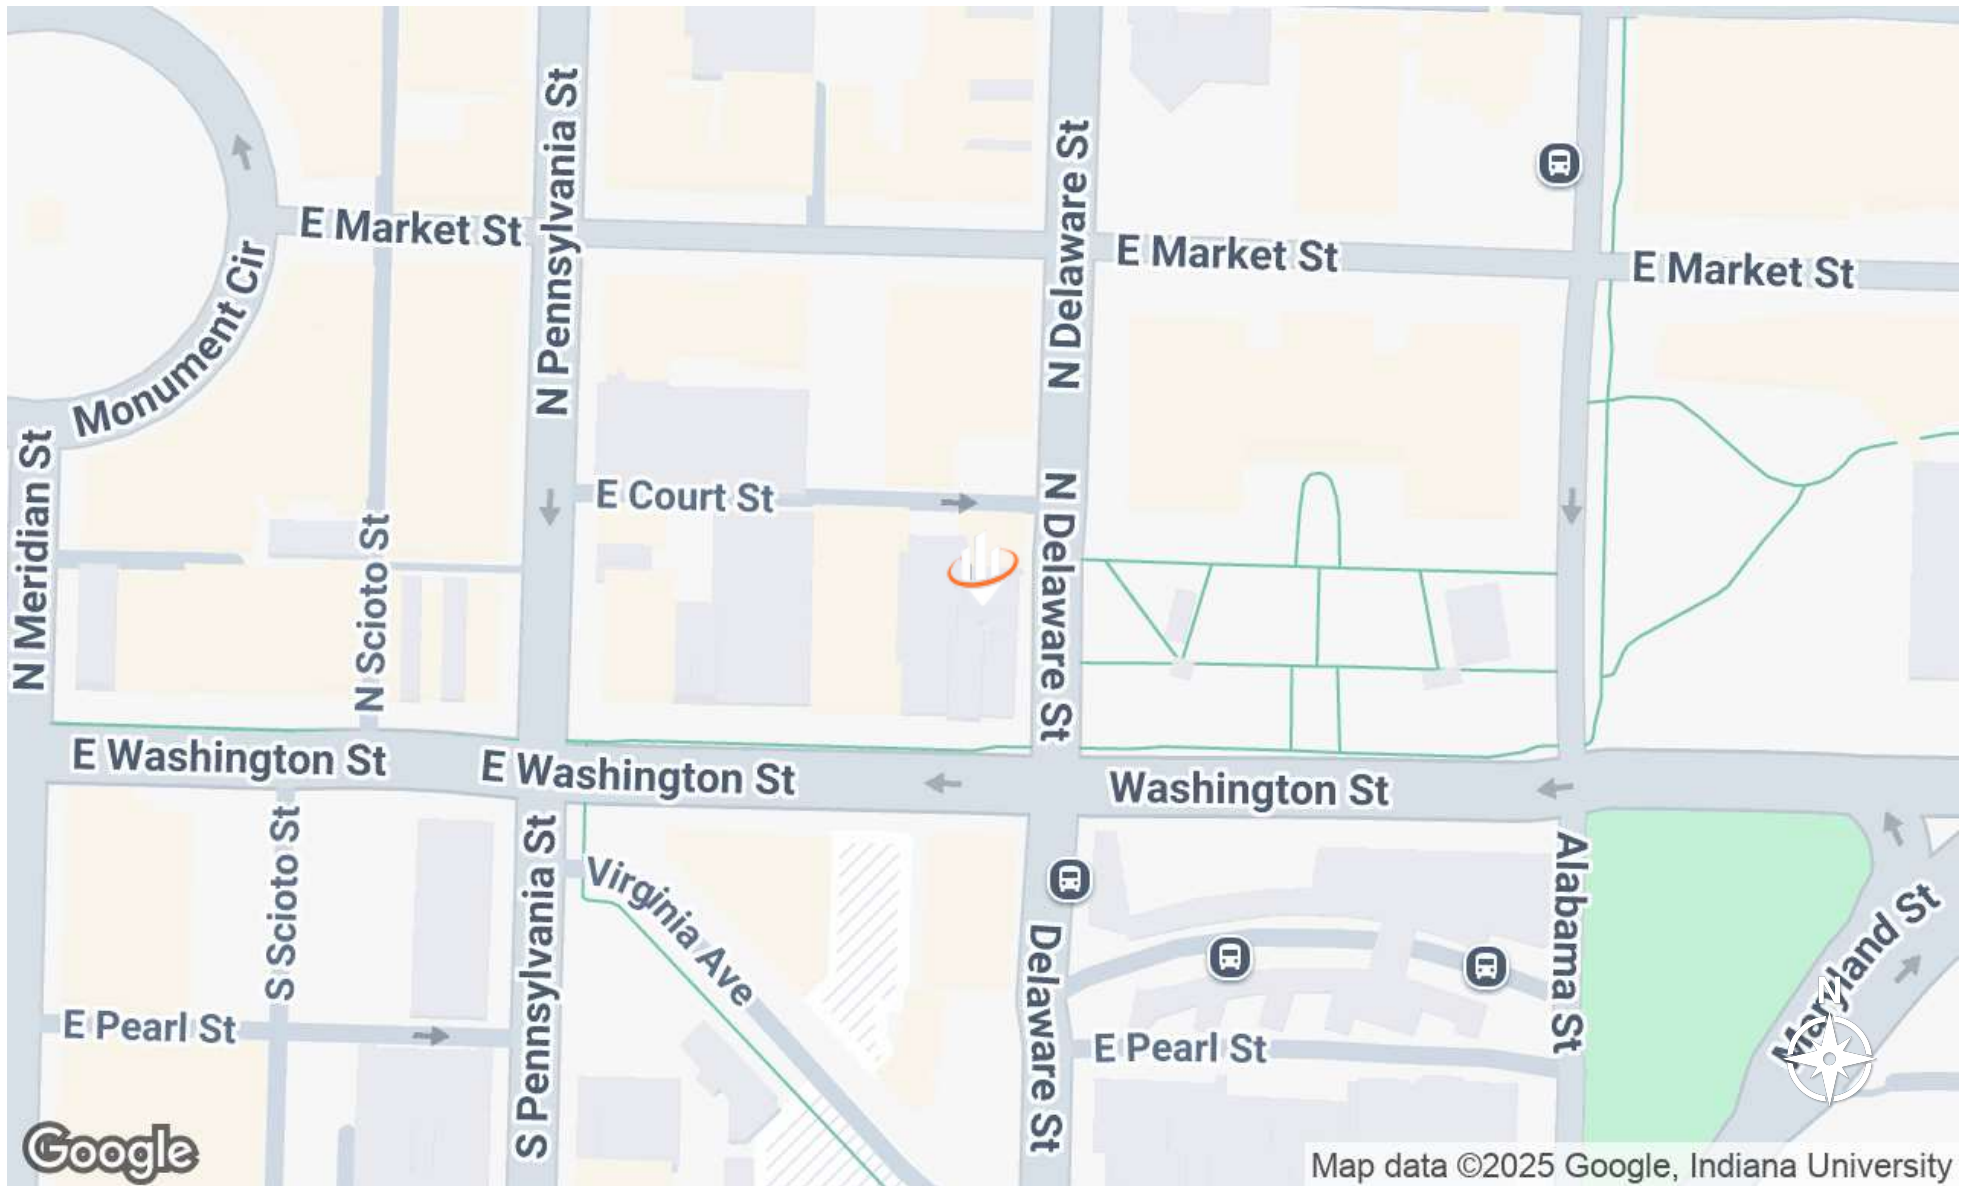 N Pennsylvania St
N Delaware St
E Market St
E Market St
E Market St
Monument Cir
N Meridian St
E Court St
N Scioto St
N Delaware St
E Washington St
E Washington St
Washington St
S Scioto St
S Pennsylvania St
Virginia Ave
Delaware St
Alabama St
Maryland St
N
E Pearl St
E Pearl St
Google
Map data ©2025 Google, Indiana University